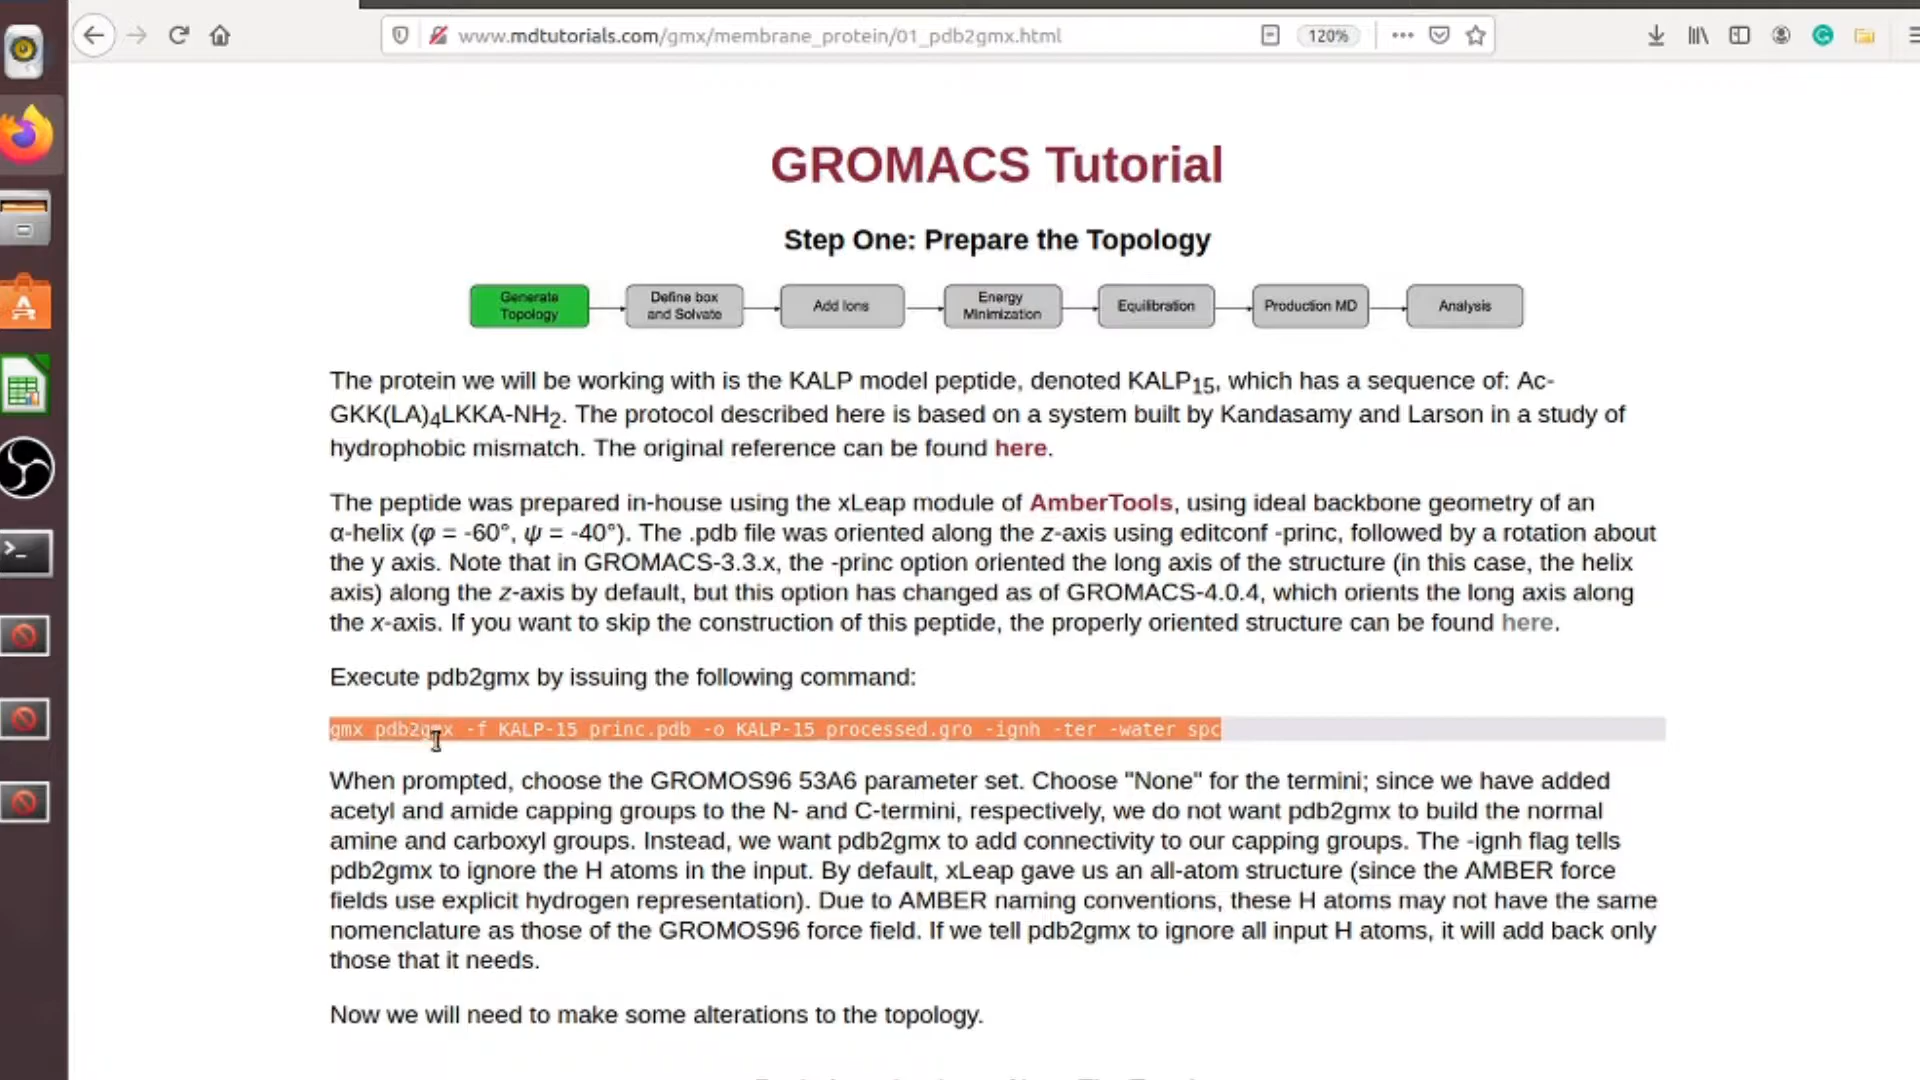 www.mdtutorials.com/gmx/membrane_protein/01_pdb2gmx.html
120%
GROMACS Tutorial
Step One: Prepare the Topology
Generate Topology
Define box and Solvate
Add Ions
Energy Minimization
Equilibration
Production MD
Analysis
The protein we will be working with is the KALP model peptide, denoted KALP15, which has a sequence of: Ac-
GKK(LA)4LKKA-NH2. The protocol described here is based on a system built by Kandasamy and Larson in a study of
hydrophobic mismatch. The original reference can be found here.
The peptide was prepared in-house using the xLeap module of AmberTools, using ideal backbone geometry of an
α-helix (φ = -60°, ψ = -40°). The .pdb file was oriented along the z-axis using editconf -princ, followed by a rotation about
the y axis. Note that in GROMACS-3.3.x, the -princ option oriented the long axis of the structure (in this case, the helix
axis) along the z-axis by default, but this option has changed as of GROMACS-4.0.4, which orients the long axis along
the x-axis. If you want to skip the construction of this peptide, the properly oriented structure can be found here.
Execute pdb2gmx by issuing the following command:
gmx pdb2gmx -f KALP-15 princ.pdb -o KALP-15 processed.gro -ignh -ter -water spc
When prompted, choose the GROMOS96 53A6 parameter set. Choose "None" for the termini; since we have added
acetyl and amide capping groups to the N- and C-termini, respectively, we do not want pdb2gmx to build the normal
amine and carboxyl groups. Instead, we want pdb2gmx to add connectivity to our capping groups. The -ignh flag tells
pdb2gmx to ignore the H atoms in the input. By default, xLeap gave us an all-atom structure (since the AMBER force
fields use explicit hydrogen representation). Due to AMBER naming conventions, these H atoms may not have the same
nomenclature as those of the GROMOS96 force field. If we tell pdb2gmx to ignore all input H atoms, it will add back only
those that it needs.
Now we will need to make some alterations to the topology.